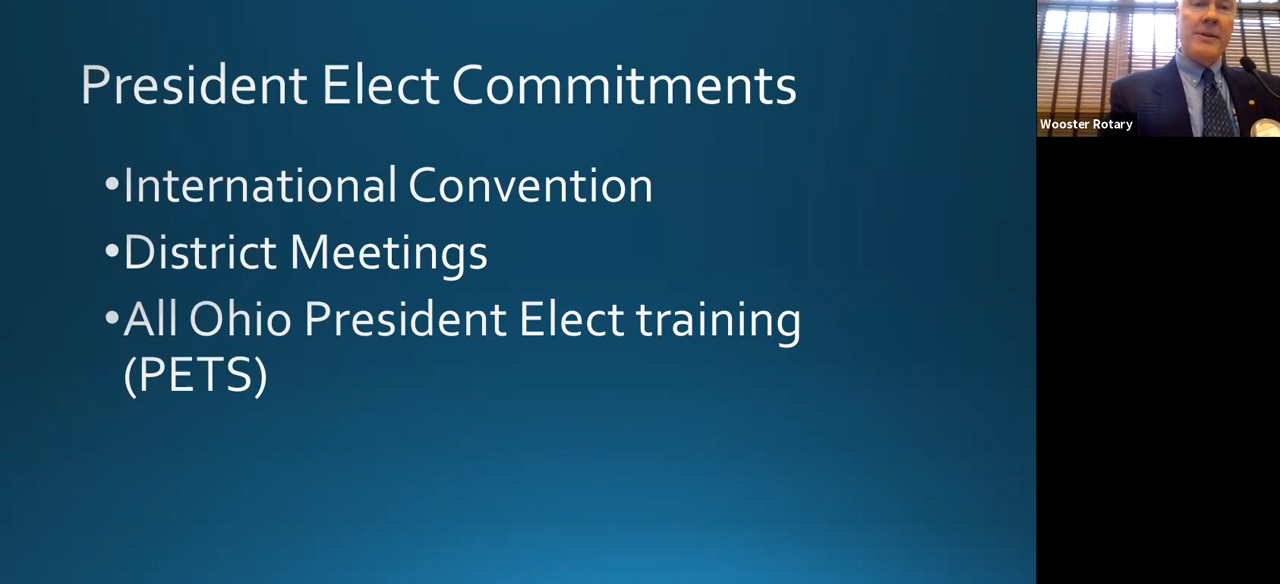 President Elect Commitments
•International Convention
•District Meetings
•All Ohio President Elect training
(PETS)
Wooster Rotary